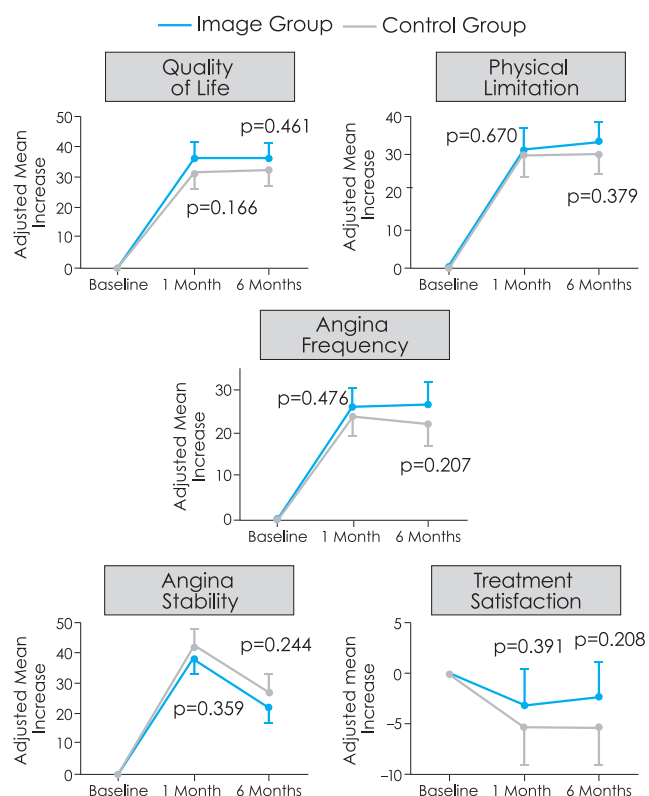 Image Group Control Group
Quality
of Life
Physical
Limitation
Adjusted Mean
Increase
50
40
30
20
10
0
p=0.461
p=0.166
Baseline 1 Month 6 Months
Adjusted Mean
Increase
40
30
20
10
0
p=0.670
p=0.379
Baseline 1 Month 6 Months
Angina
Frequency
Adjusted Mean
Increase
30
20
10
0
p=0.476
p=0.207
Baseline 1 Month 6 Months
Angina
Stability
Treatment
Satisfaction
Adjusted Mean
Increase
50
40
30
20
10
0
p=0.244
p=0.359
Baseline 1 Month 6 Months
Adjusted mean
Increase
5
0
−5
−10
p=0.391
p=0.208
Baseline 1 Month 6 Months